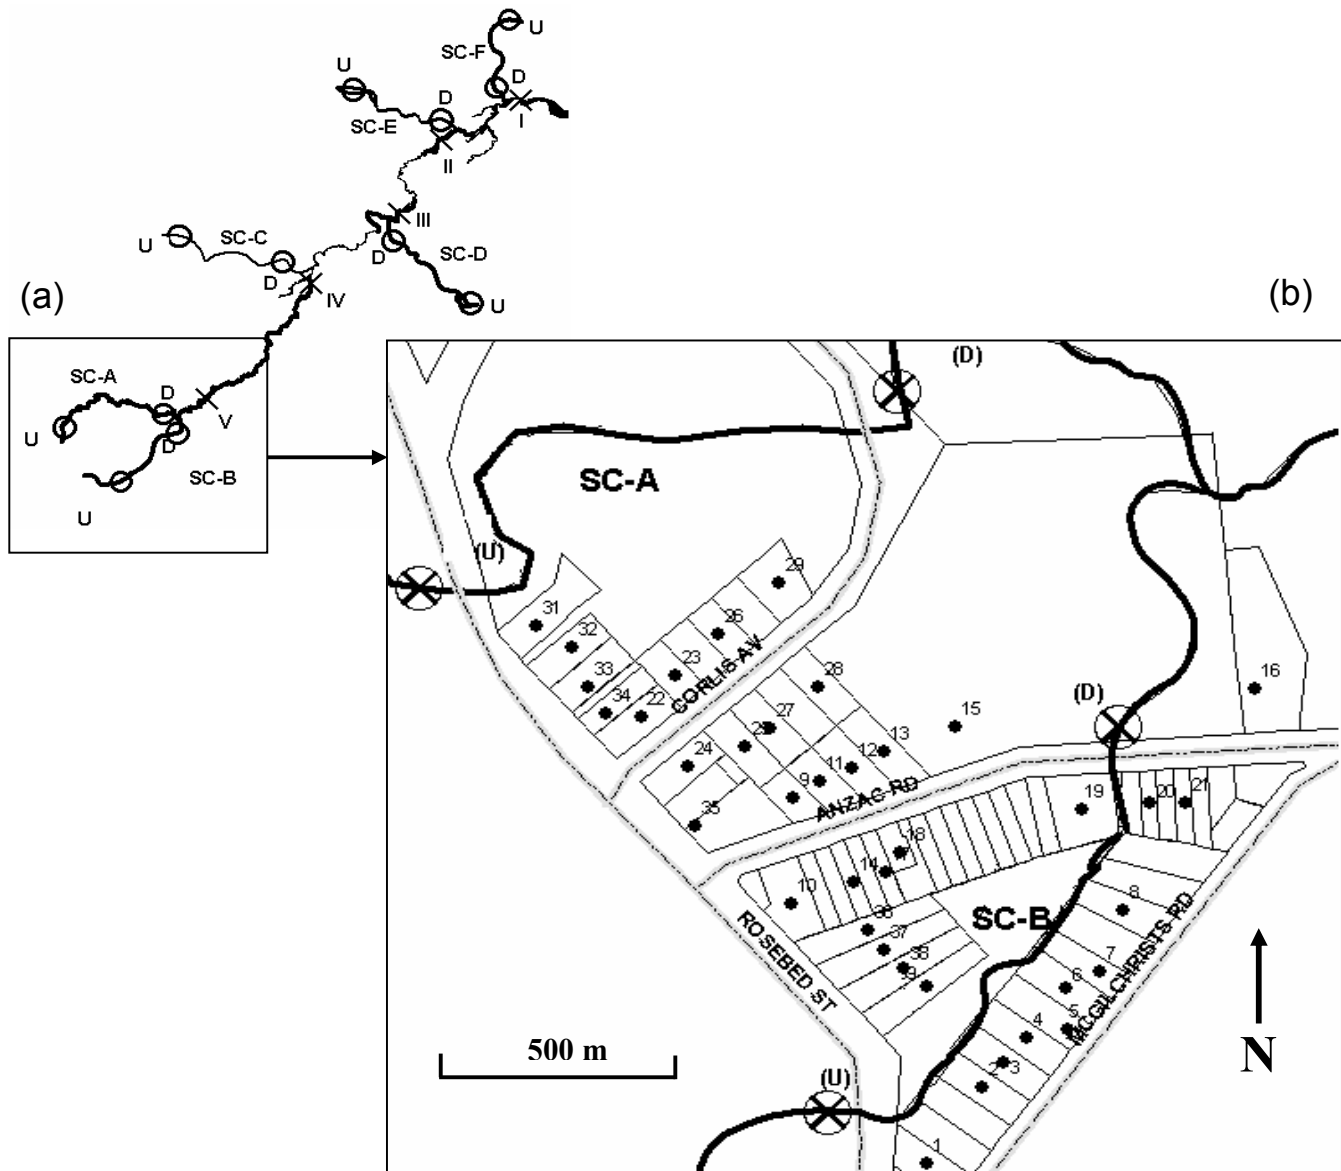 U
SC-F
U
D
D
SC-E
I
II
III
SC-C
U
D
SC-D
D
U
IV
(a)
(b)
SC-A
D
V
U
D
SC-B
U
(D)
SC-A
(U)
29
31
26
32
23
33
28
16
34
22
CORLIS AV
(D)
27
15
25
24
13
12
11
9
ANZAC RD
19
20
21
35
18
14
10
8
SC-B
36
37
38
39
ROSEBED ST
7
6
5
4
MCGILCHRISTS RD
3
2
500 m
N
(U)
1